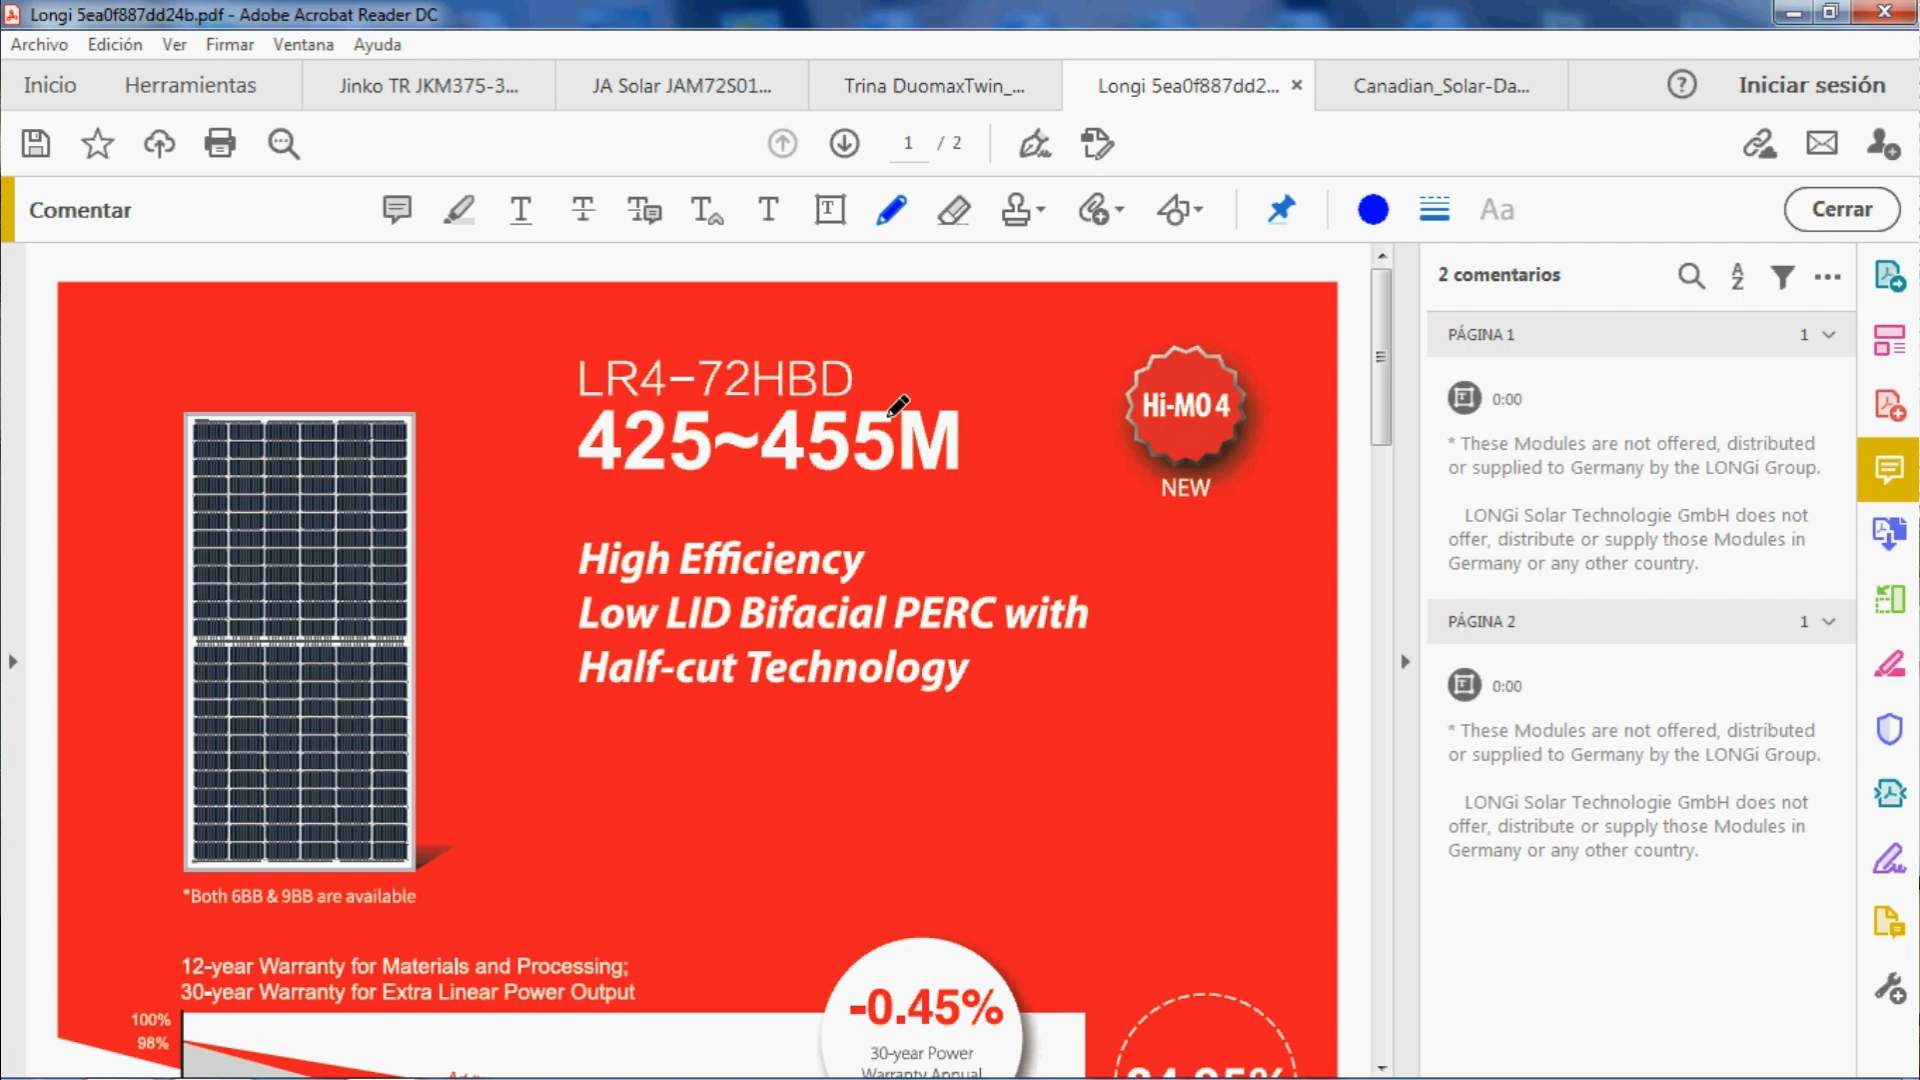 Longi 5ea0f887dd24b.pdf - Adobe Acrobat Reader DC
Archivo Edición Ver Firmar Ventana Ayuda
Inicio Herramientas Jinko TR JKM375-3... JA Solar JAM72S01... Trina DuomaxTwin_... Longi 5ea0f887dd2... × Canadian_Solar-Da... ? Iniciar sesión
1 / 2
Comentar Aa Cerrar
2 comentarios
PÁGINA 1 1
0:00
* These Modules are not offered, distributed
or supplied to Germany by the LONGi Group.
LONGi Solar Technologie GmbH does not
offer, distribute or supply those Modules in
Germany or any other country.
PÁGINA 2 1
0:00
* These Modules are not offered, distributed
or supplied to Germany by the LONGi Group.
LONGi Solar Technologie GmbH does not
offer, distribute or supply those Modules in
Germany or any other country.
LR4-72HBD
425~455M
Hi-MO 4
NEW
High Efficiency
Low LID Bifacial PERC with
Half-cut Technology
*Both 6BB & 9BB are available
12-year Warranty for Materials and Processing;
30-year Warranty for Extra Linear Power Output
100%
98%
-0.45%
30-year Power
Warranty Annual